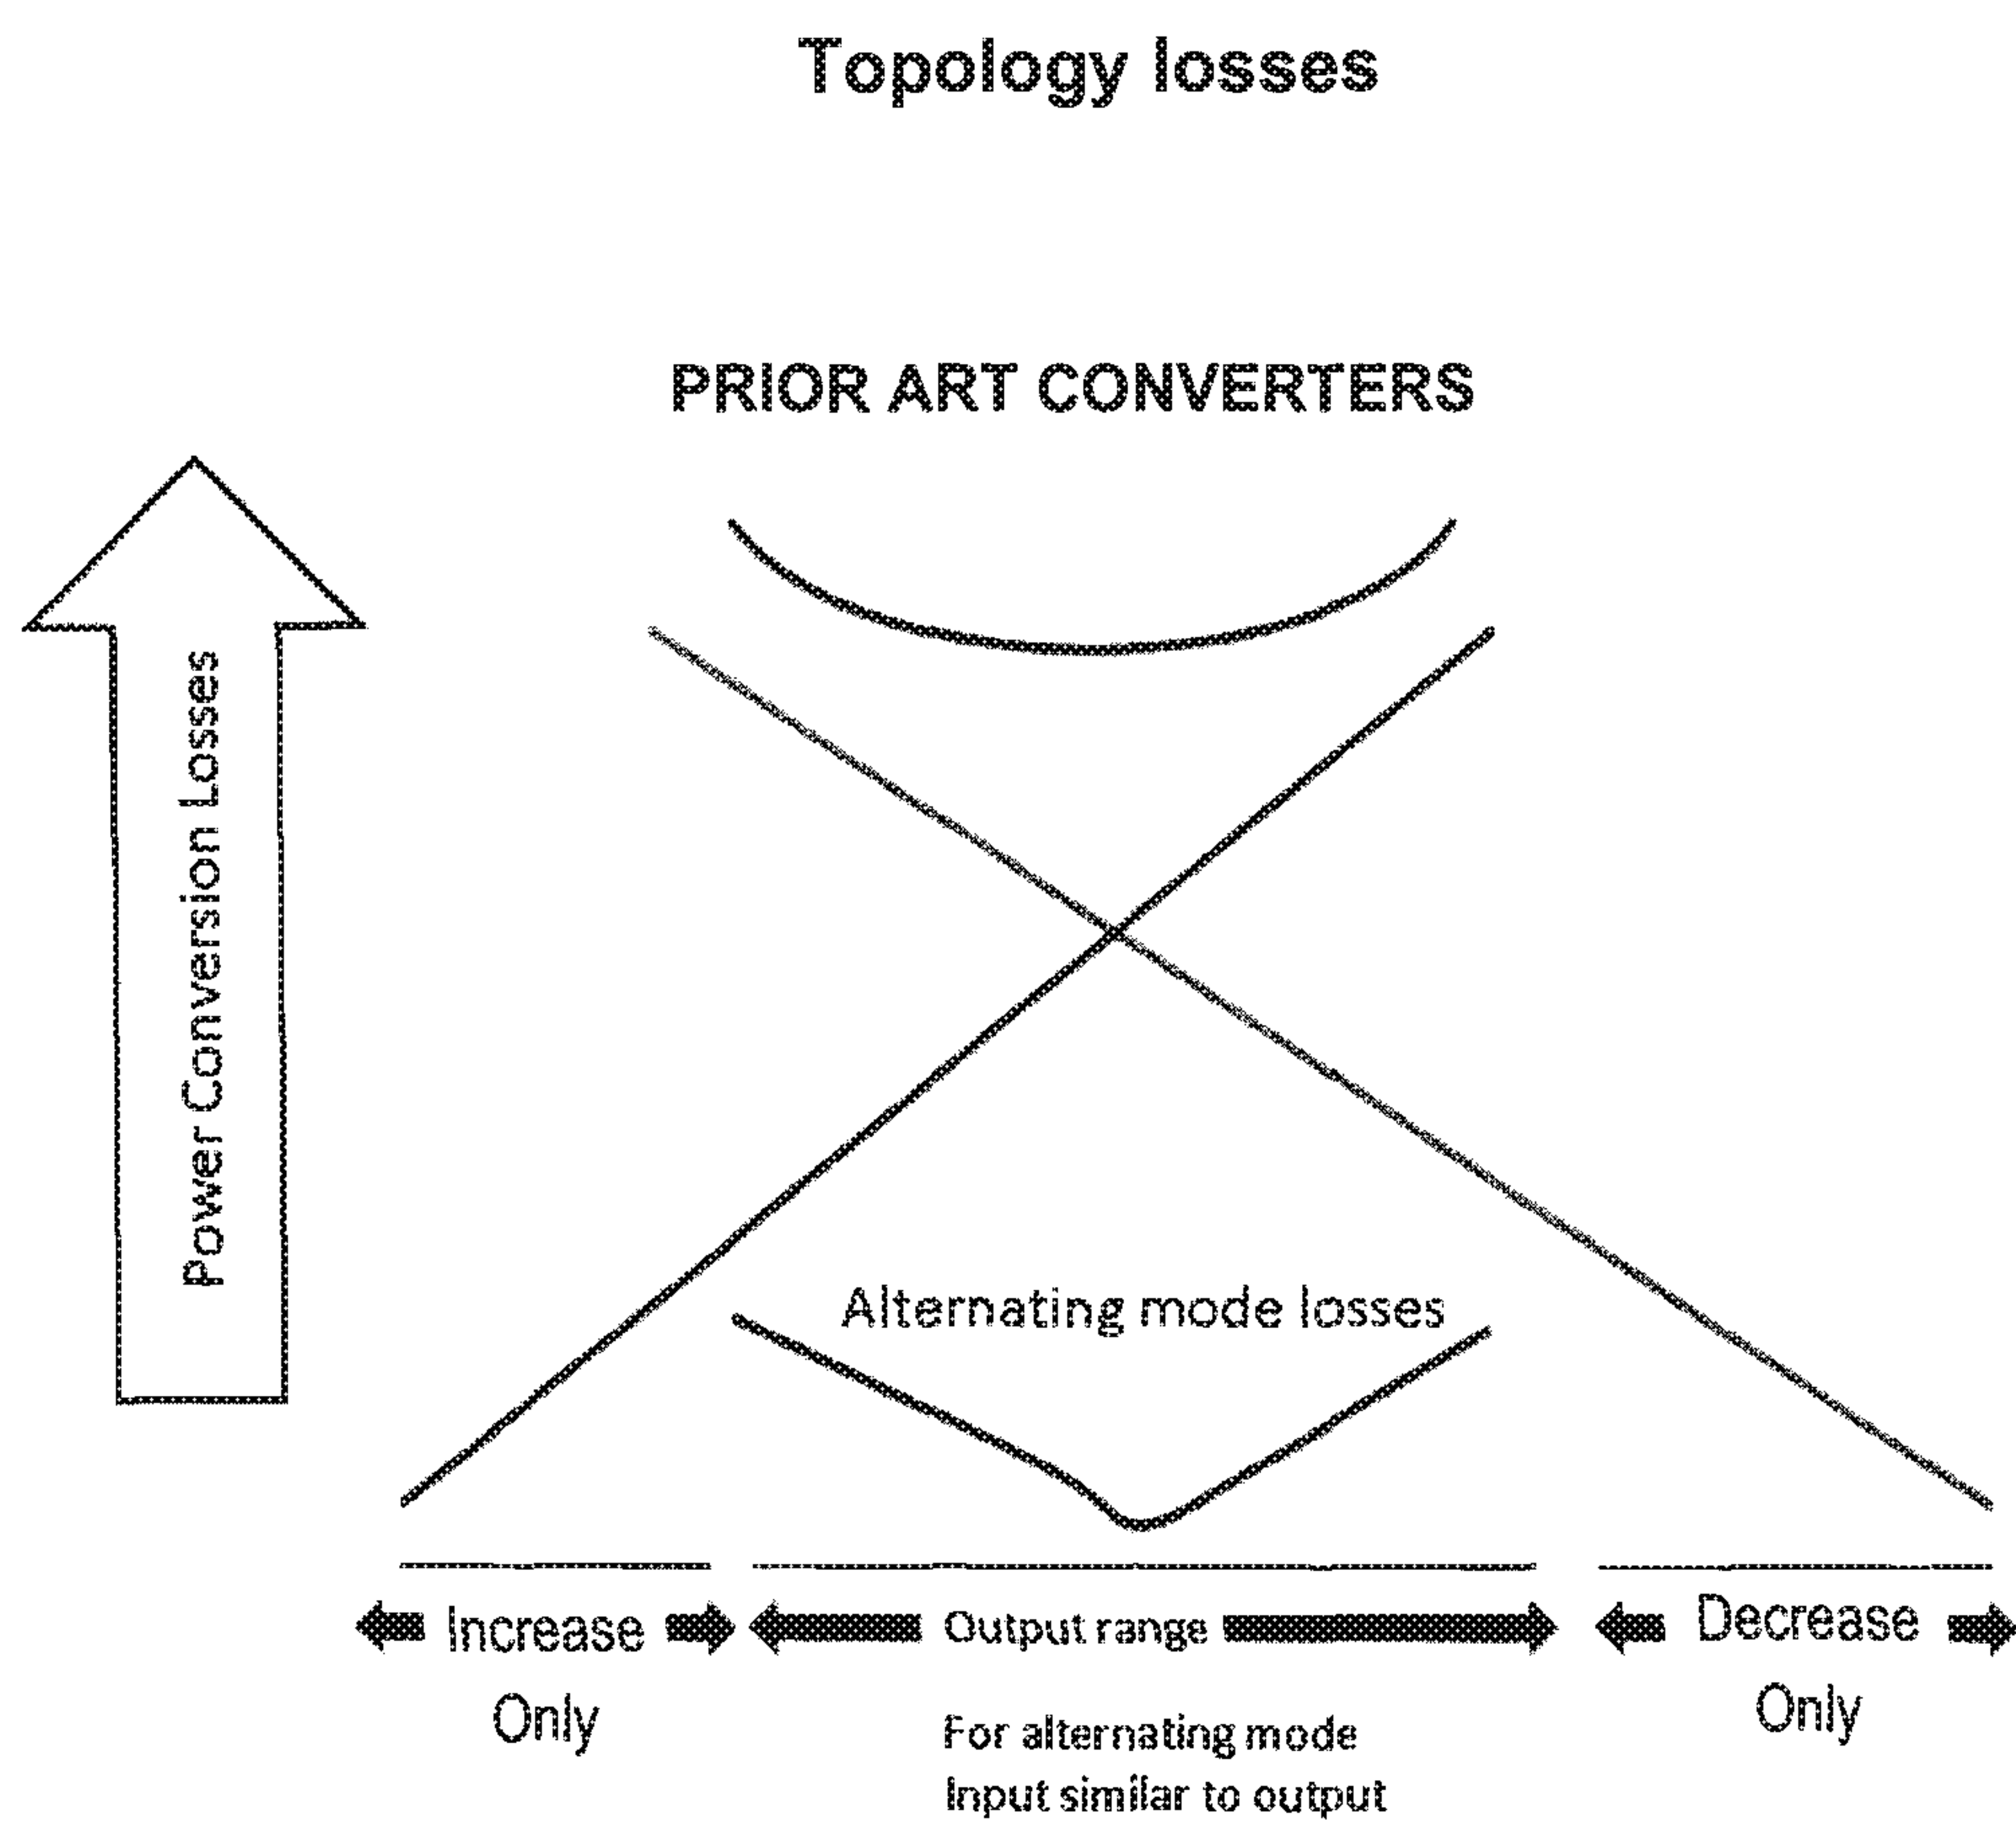 Topology losses
PRIOR ART CONVERTERS
Power Conversion Losses
Alternating mode losses
Increase
Only
Output range
For alternating mode
Input similar to output
Decrease
Only